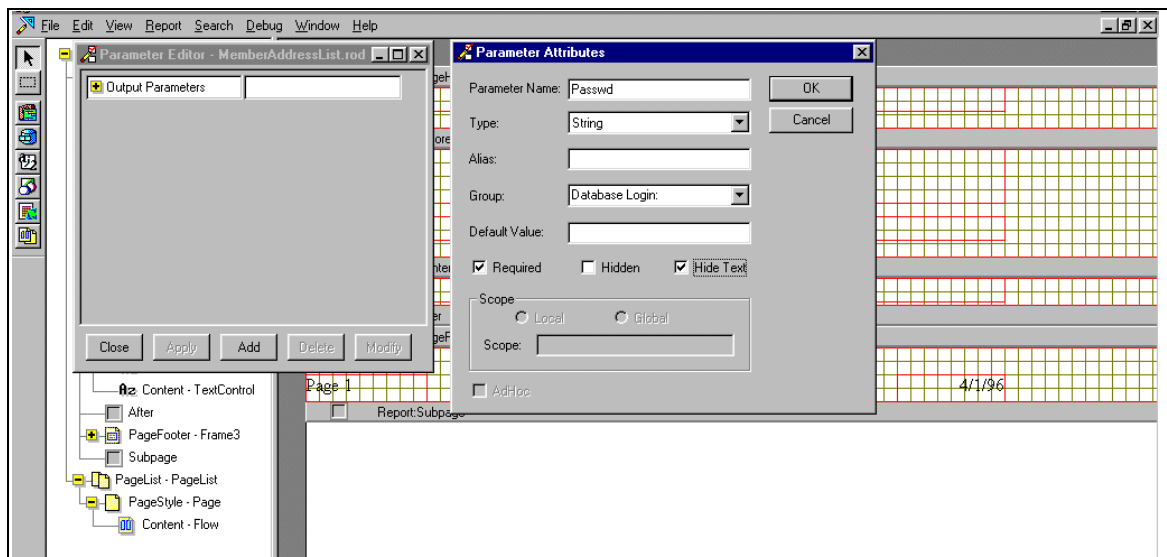 File Edit View Report Search Debug Window Help
Parameter Editor - MemberAddressList.rod
Output Parameters
Close Apply Add Delete Modify
Parameter Attributes
Parameter Name: Passwd
OK
Type: String
Cancel
Alias:
Group: Database Login:
Default Value:
Required Hidden Hide Text
Scope
Local Global
Scope:
AdHoc
Az Content - TextControl
After
PageFooter - Frame3
Subpage
PageList - PageList
PageStyle - Page
Content - Flow
Page 1
4/1/96
Report:Subpage